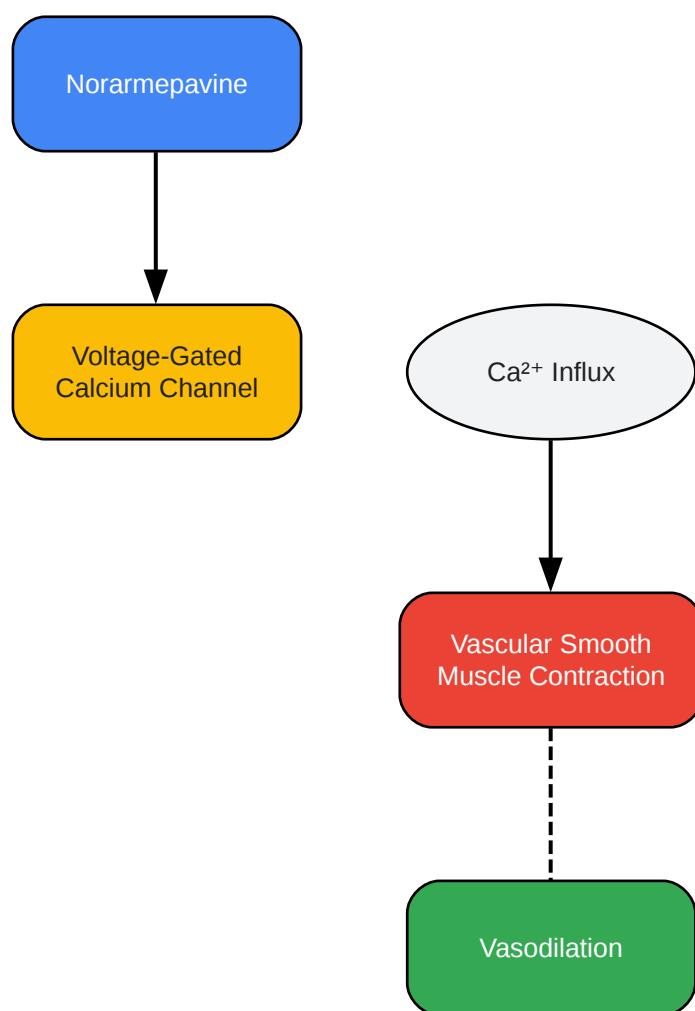 Norarmepavine
Voltage-Gated
Calcium Channel
Ca²⁺ Influx
Vascular Smooth
Muscle Contraction
Vasodilation